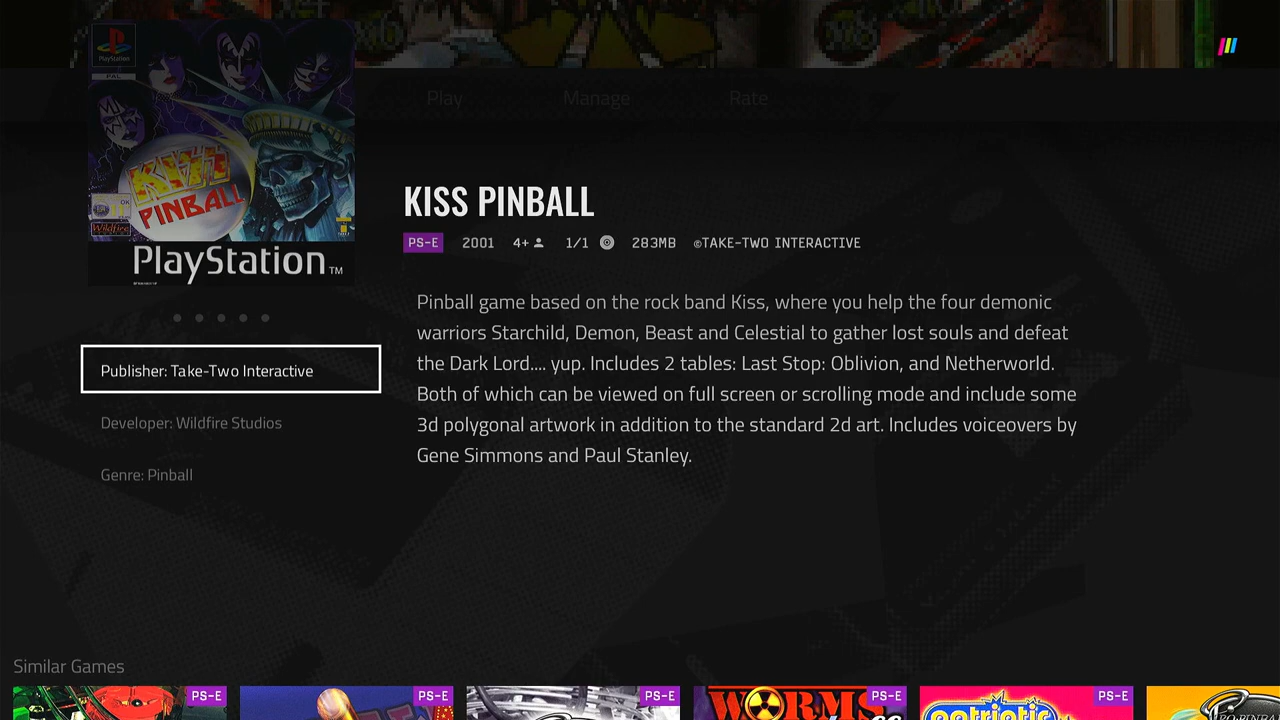 PlayStation
PAL
KISS
PINBALL
Wildfire
PlayStation™
Play Manage Rate
KISS PINBALL
PS-E 2001 4+ 1/1 283MB ©TAKE-TWO INTERACTIVE
Pinball game based on the rock band Kiss, where you help the four demonic
warriors Starchild, Demon, Beast and Celestial to gather lost souls and defeat
the Dark Lord.... yup. Includes 2 tables: Last Stop: Oblivion, and Netherworld.
Both of which can be viewed on full screen or scrolling mode and include some
3d polygonal artwork in addition to the standard 2d art. Includes voiceovers by
Gene Simmons and Paul Stanley.
Publisher: Take-Two Interactive
Developer: Wildfire Studios
Genre: Pinball
Similar Games
PS-E PS-E PS-E PS-E PS-E
WORMS
patriotic